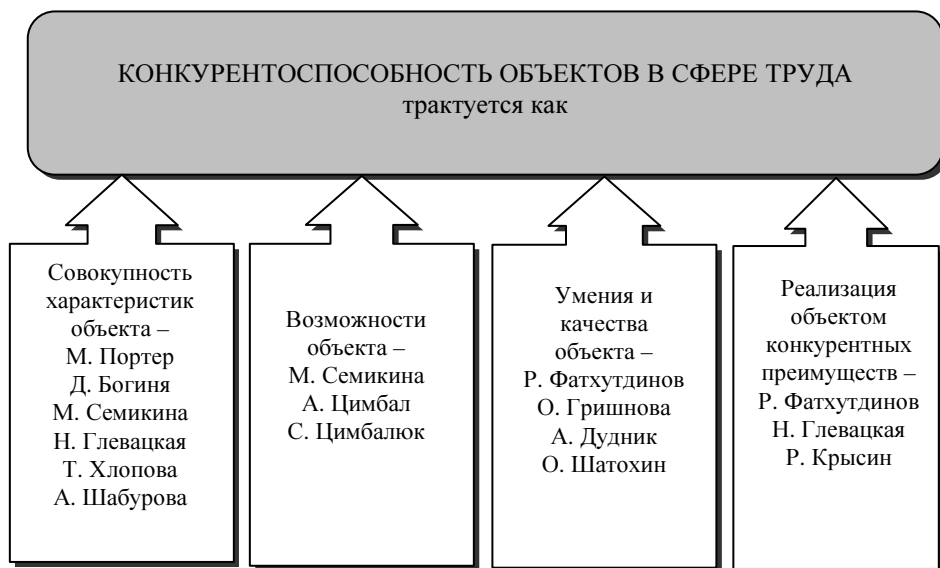 КОНКУРЕНТОСПОСОБНОСТЬ ОБЪЕКТОВ В СФЕРЕ ТРУДА
трактуется как
Совокупность
характеристик
объекта –
М. Портер
Д. Богиня
М. Семикина
Н. Глевацкая
Т. Хлопова
А. Шабурова
Возможности
объекта –
М. Семикина
А. Цимбал
С. Цимбалюк
Умения и
качества
объекта –
Р. Фатхутдинов
О. Гришнова
А. Дудник
О. Шатохин
Реализация
объектом
конкурентных
преимуществ –
Р. Фатхутдинов
Н. Глевацкая
Р. Крысин